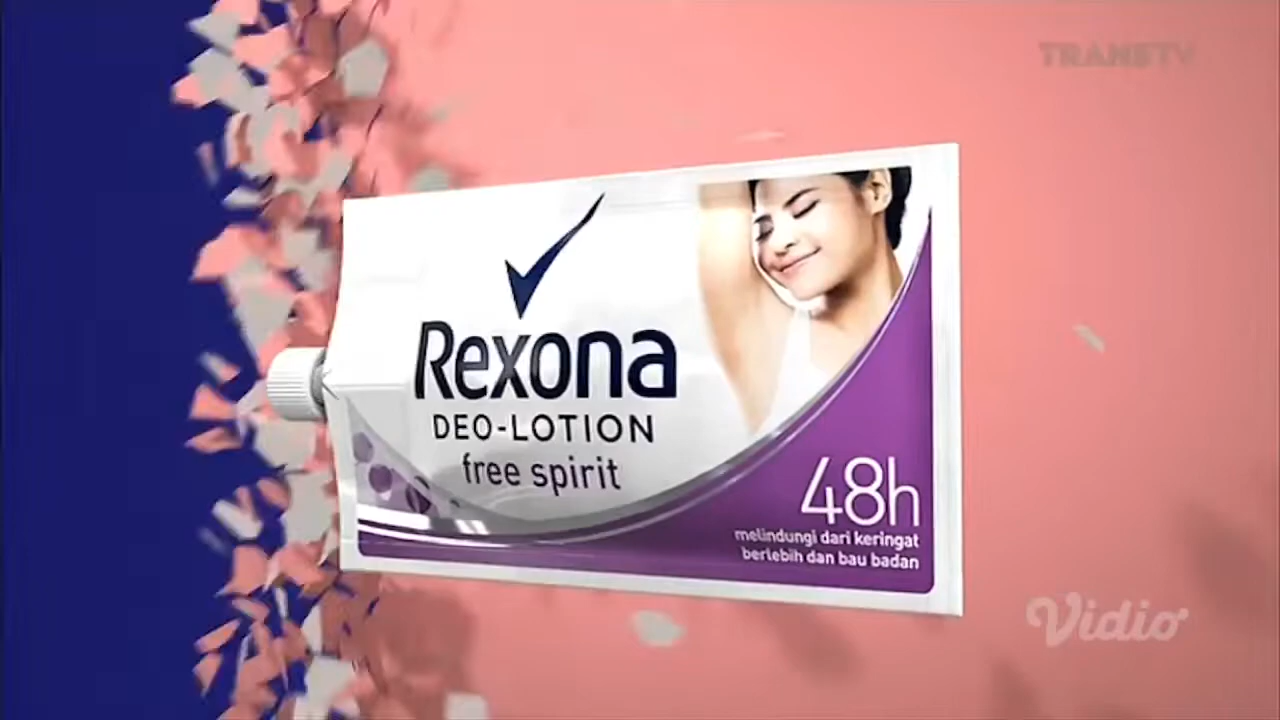 TRANSTV
Rexona
DEO-LOTION
free spirit
48h
melindungi dari keringat
berlebih dan bau badan
Vidio